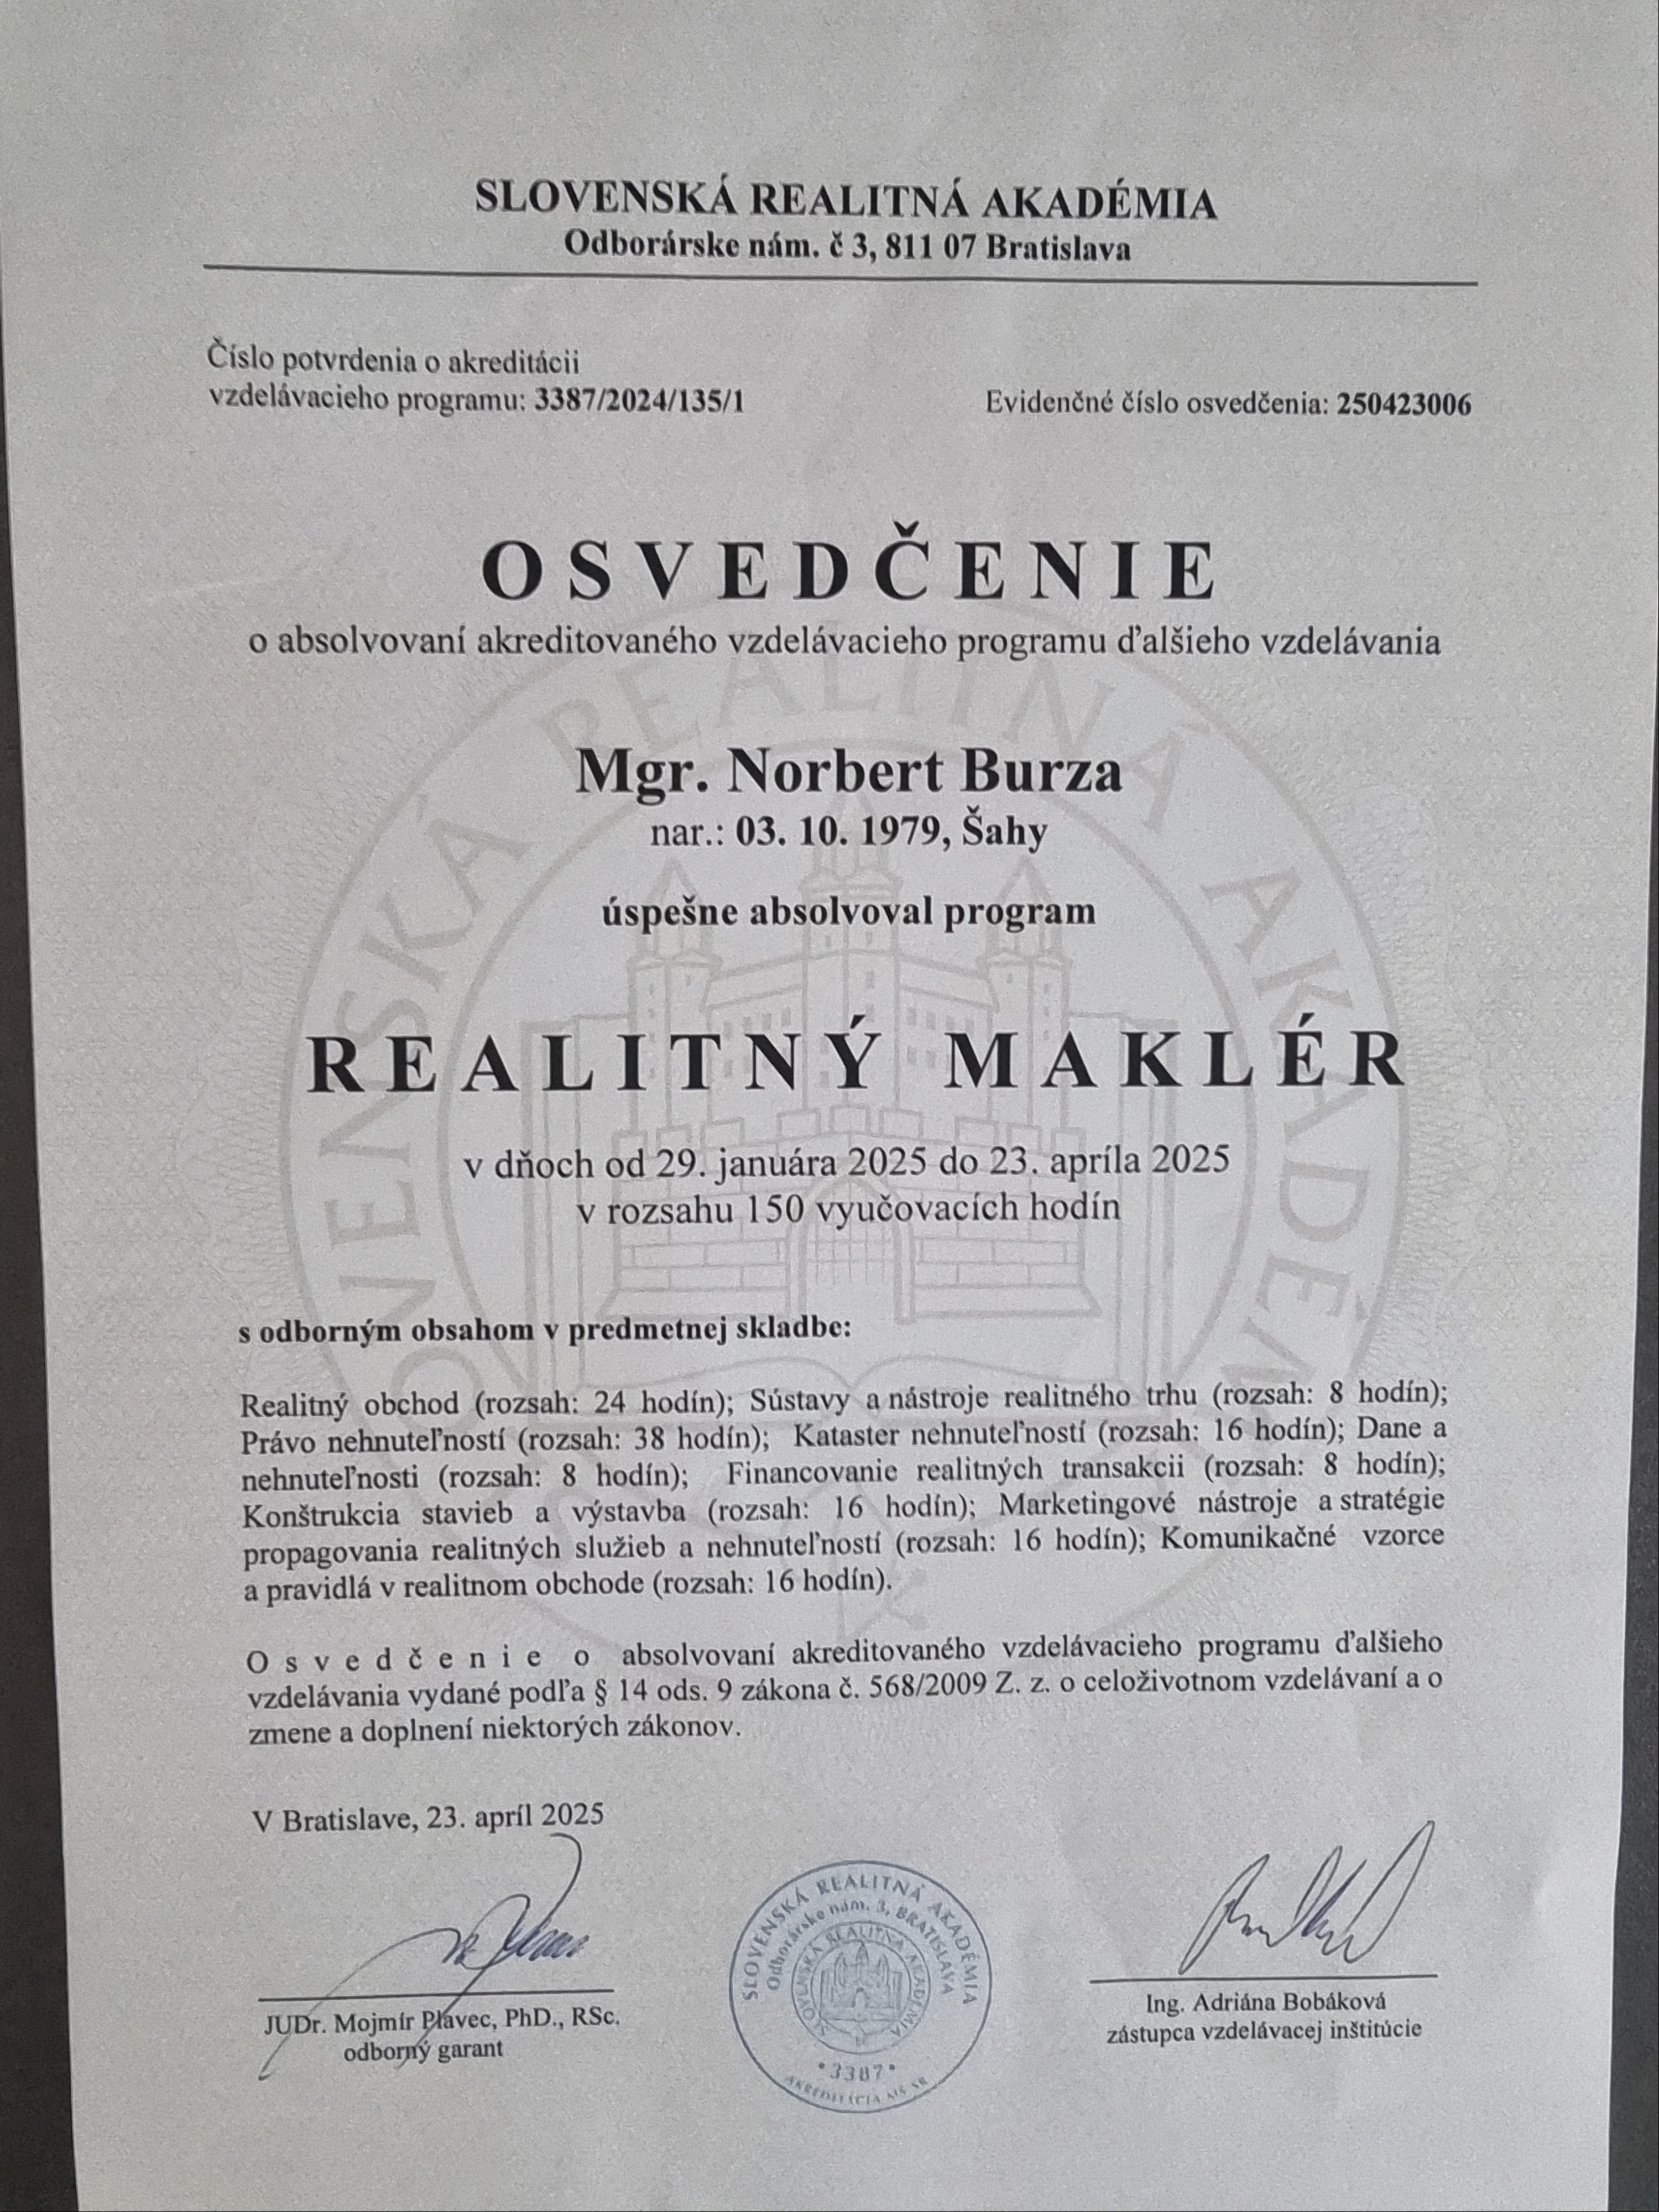 SLOVENSKÁ REALITNÁ AKADÉMIA
Odborárske nám. č 3, 811 07 Bratislava
Číslo potvrdenia o akreditácii
vzdelávacieho programu: 3387/2024/135/1
Evidenčné číslo osvedčenia: 250423006
OSVEDČENIE
o absolvovaní akreditovaného vzdelávacieho programu ďalšieho vzdelávania
Mgr. Norbert Burza
nar.: 03. 10. 1979, Šahy
úspešne absolvoval program
REALITNÝ MAKLÉR
v dňoch od 29. januára 2025 do 23. apríla 2025
v rozsahu 150 vyučovacích hodín
s odborným obsahom v predmetnej skladbe:
Realitný obchod (rozsah: 24 hodín); Sústavy a nástroje realitného trhu (rozsah: 8 hodín);
Právo nehnuteľností (rozsah: 38 hodín); Kataster nehnuteľností (rozsah: 16 hodín); Dane a
nehnuteľnosti (rozsah: 8 hodín); Financovanie realitných transakcii (rozsah: 8 hodín);
Konštrukcia stavieb a výstavba (rozsah: 16 hodín); Marketingové nástroje a stratégie
propagovania realitných služieb a nehnuteľností (rozsah: 16 hodín); Komunikačné vzorce
a pravidlá v realitnom obchode (rozsah: 16 hodín).
Osvedčenie o absolvovaní akreditovaného vzdelávacieho programu ďalšieho
vzdelávania vydané podľa § 14 ods. 9 zákona č. 568/2009 Z. z. o celoživotnom vzdelávaní a o
zmene a doplnení niektorých zákonov.
V Bratislave, 23. apríl 2025
SLOVENSKÁ REALITNÁ AKADÉMIA
Odborárske nám. 3, BRATISLAVA
SLOVENSKÁ REALITNÁ AKADÉMIA
*3387*
AKREDITÁCIA MŠ SR
JUDr. Mojmír Plavec, PhD., RSc.
odborný garant
Ing. Adriána Bobáková
zástupca vzdelávacej inštitúcie